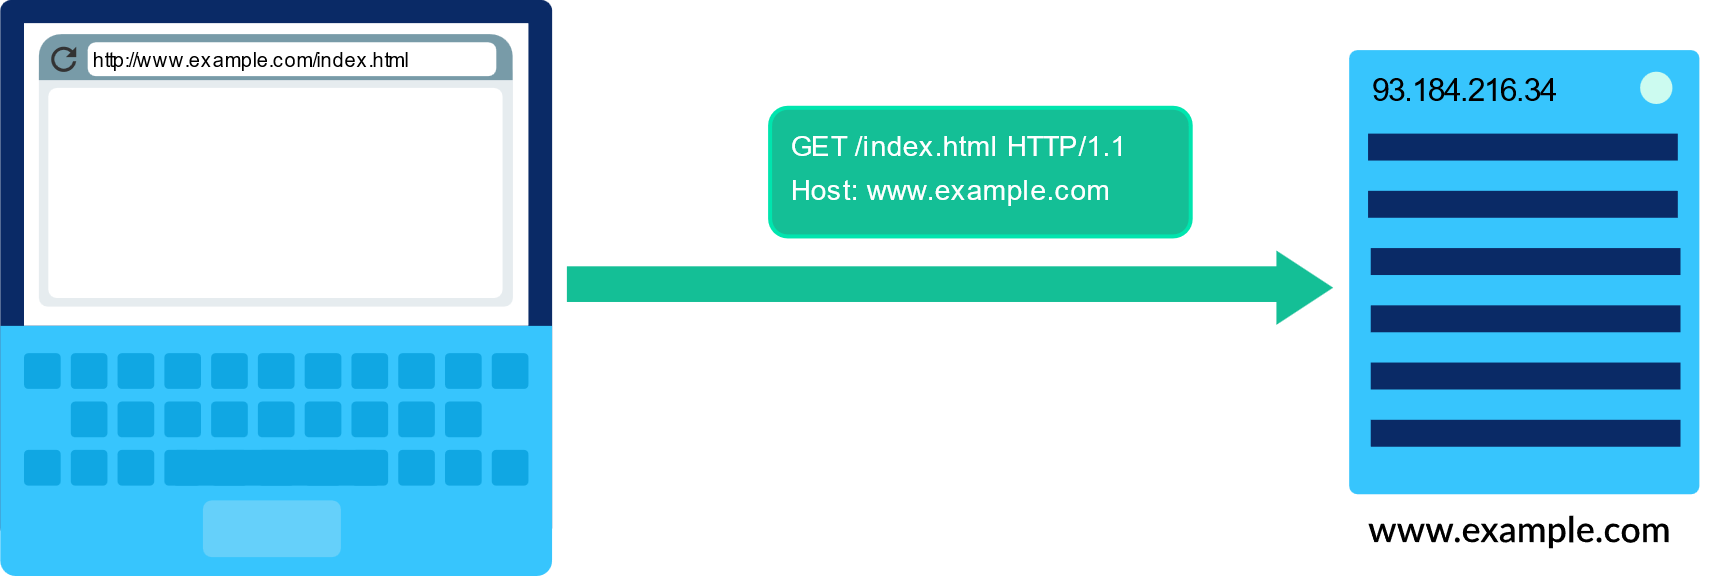 http://www.example.com/index.html
GET /index.html HTTP/1.1
Host: www.example.com
93.184.216.34
www.example.com